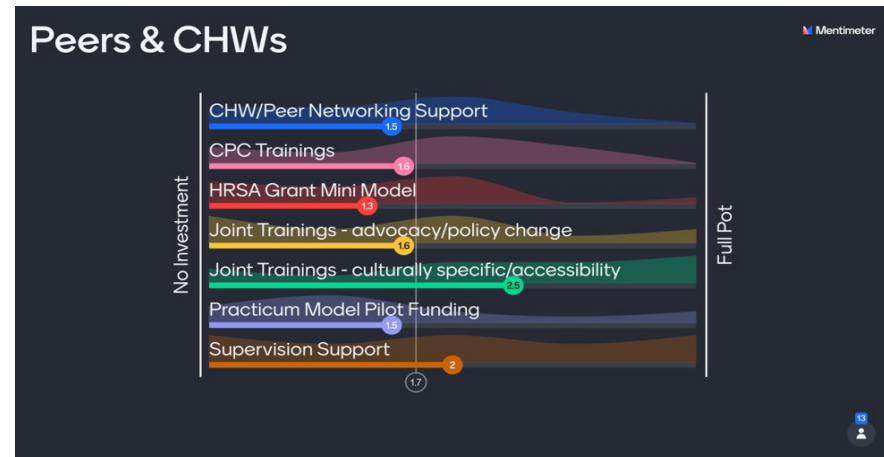 Peers & CHWs
Mentimeter
No Investment
CHW/Peer Networking Support
1.5
CPC Trainings
1.6
HRSA Grant Mini Model
1.3
Joint Trainings - advocacy/policy change
1.6
Joint Trainings - culturally specific/accessibility
2.5
Practicum Model Pilot Funding
1.5
Supervision Support
2
1.7
Full Pot
13